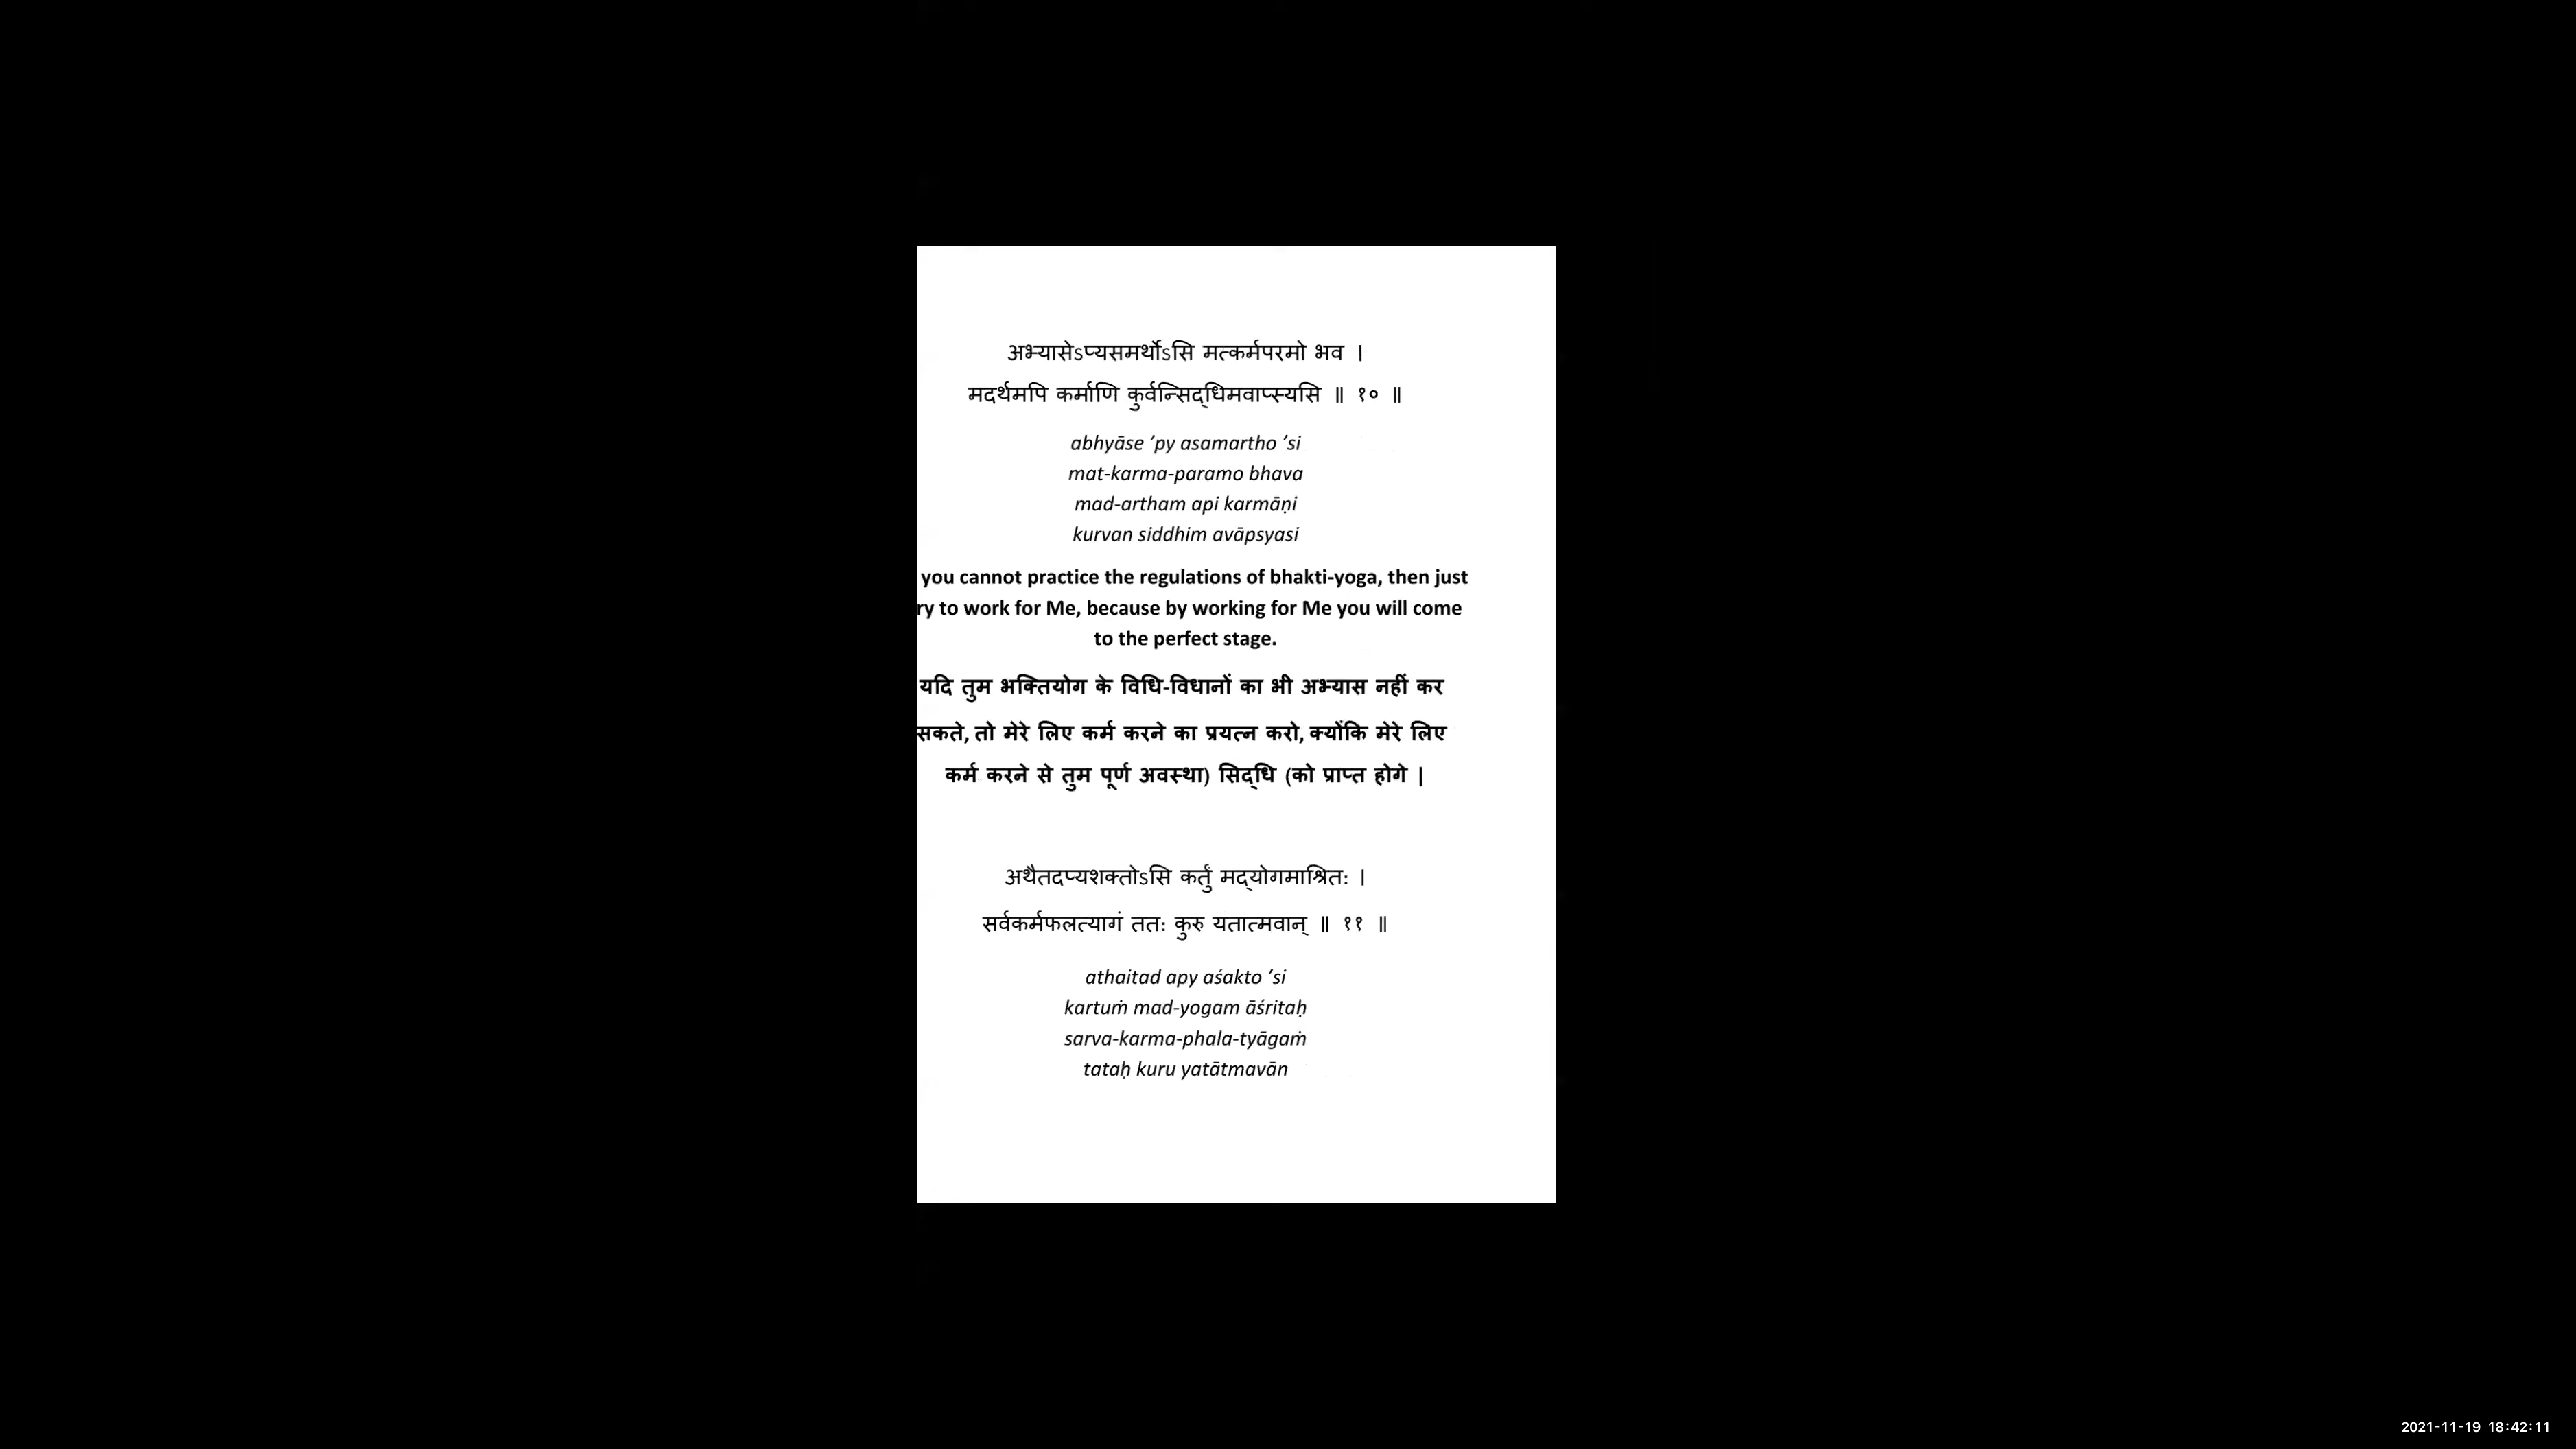 अभ्यासेऽप्यसमर्थोऽसि मत्कर्मपरमो भव ।
मदर्थमपि कर्माणि कुर्वन्सिद्‌धिमवाप्स्यसि ॥ १० ॥
abhyāse ’py asamartho ’si
mat-karma-paramo bhava
mad-artham api karmāṇi
kurvan siddhim avāpsyasi
you cannot practice the regulations of bhakti-yoga, then just
ry to work for Me, because by working for Me you will come
to the perfect stage.
यदि तुम भक्तियोग के विधि-विधानों का भी अभ्यास नहीं कर
सकते, तो मेरे लिए कर्म करने का प्रयत्न करो, क्योंकि मेरे लिए
कर्म करने से तुम पूर्ण अवस्था) सिद्‌धि (को प्राप्त होगे |
अथैतदप्यशक्तोऽसि कर्तुं मद्‌योगमाश्रितः ।
सर्वकर्मफलत्यागं ततः कुरु यतात्मवान् ॥ ११ ॥
athaitad apy aśakto ’si
kartuṁ mad-yogam āśritaḥ
sarva-karma-phala-tyāgaṁ
tataḥ kuru yatātmavān
2021-11-19 18:42:11